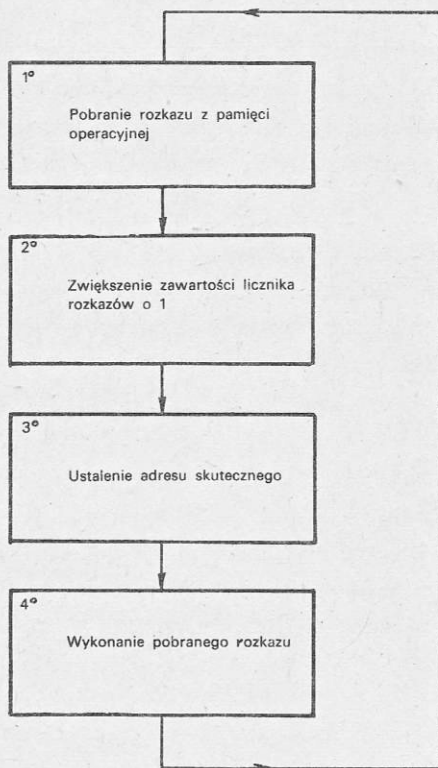 1°
Pobranie rozkazu z pamięci
operacyjnej
2°
Zwiększenie zawartości licznika
rozkazów o 1
3°
Ustalenie adresu skutecznego
4°
Wykonanie pobranego rozkazu